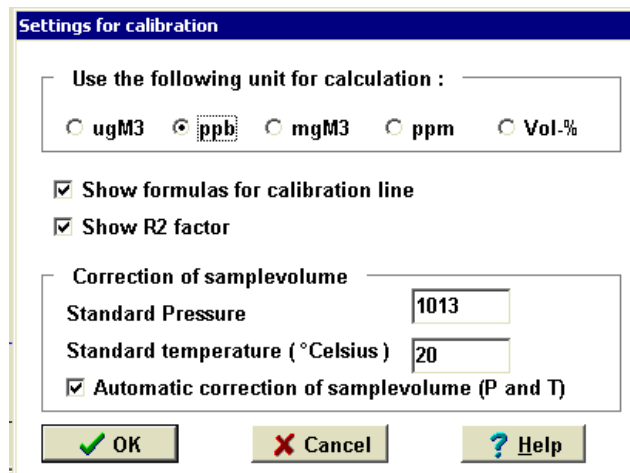 Settings for calibration
Use the following unit for calculation :
ugM3 ppb mgM3 ppm Vol-%
Show formulas for calibration line
Show R2 factor
Correction of samplevolume
Standard Pressure 1013
Standard temperature ( °Celsius ) 20
Automatic correction of samplevolume (P and T)
OK Cancel Help